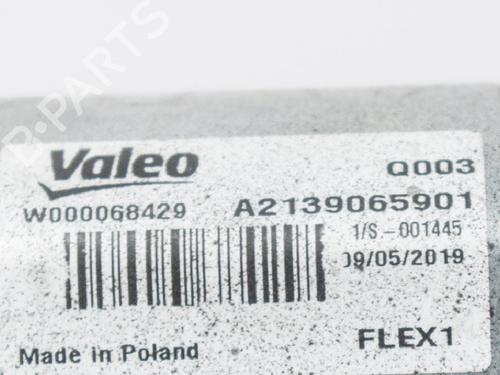 B-PARTS
Valeo
Q003
W000068429
A2139065901
1/S.-001445
09/05/2019
FLEX1
Made in Poland